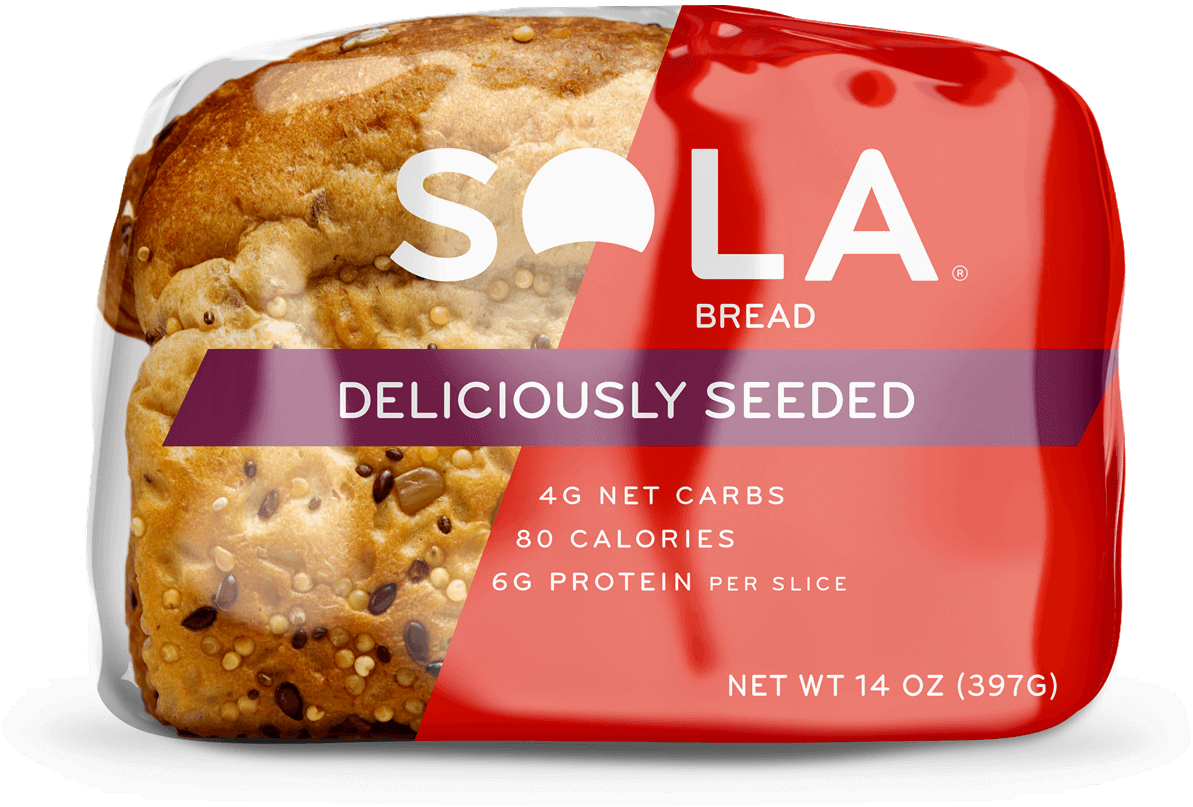 SOLA®
BREAD
DELICIOUSLY SEEDED
4G NET CARBS
80 CALORIES
6G PROTEIN PER SLICE
NET WT 14 OZ (397G)